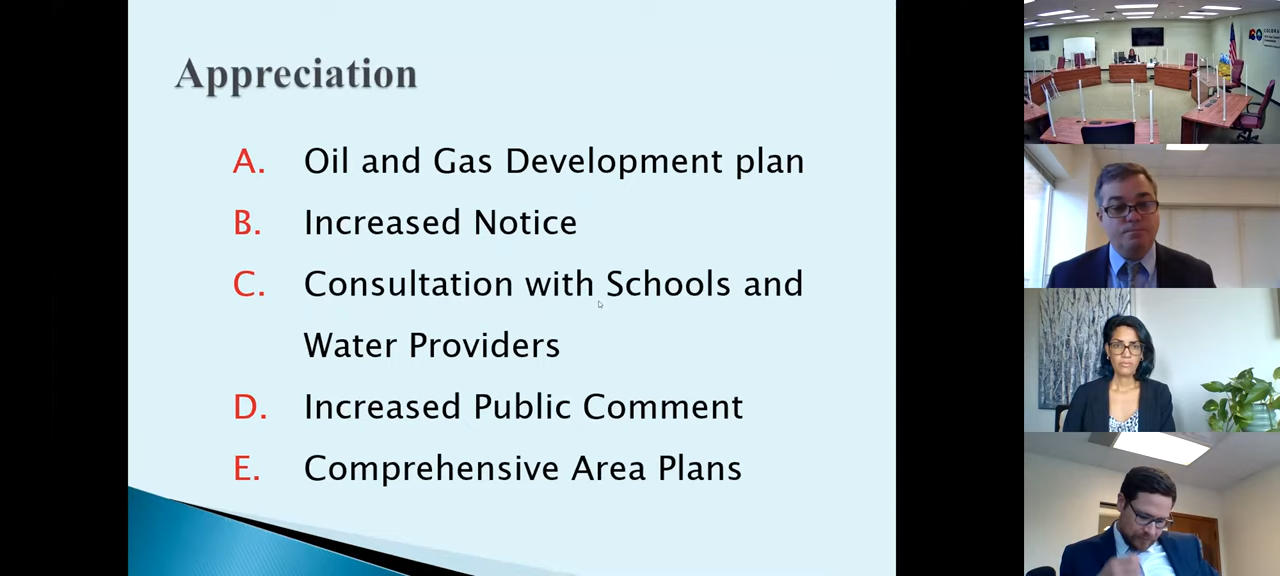 Appreciation
A. Oil and Gas Development plan
B. Increased Notice
C. Consultation with Schools and
Water Providers
D. Increased Public Comment
E. Comprehensive Area Plans